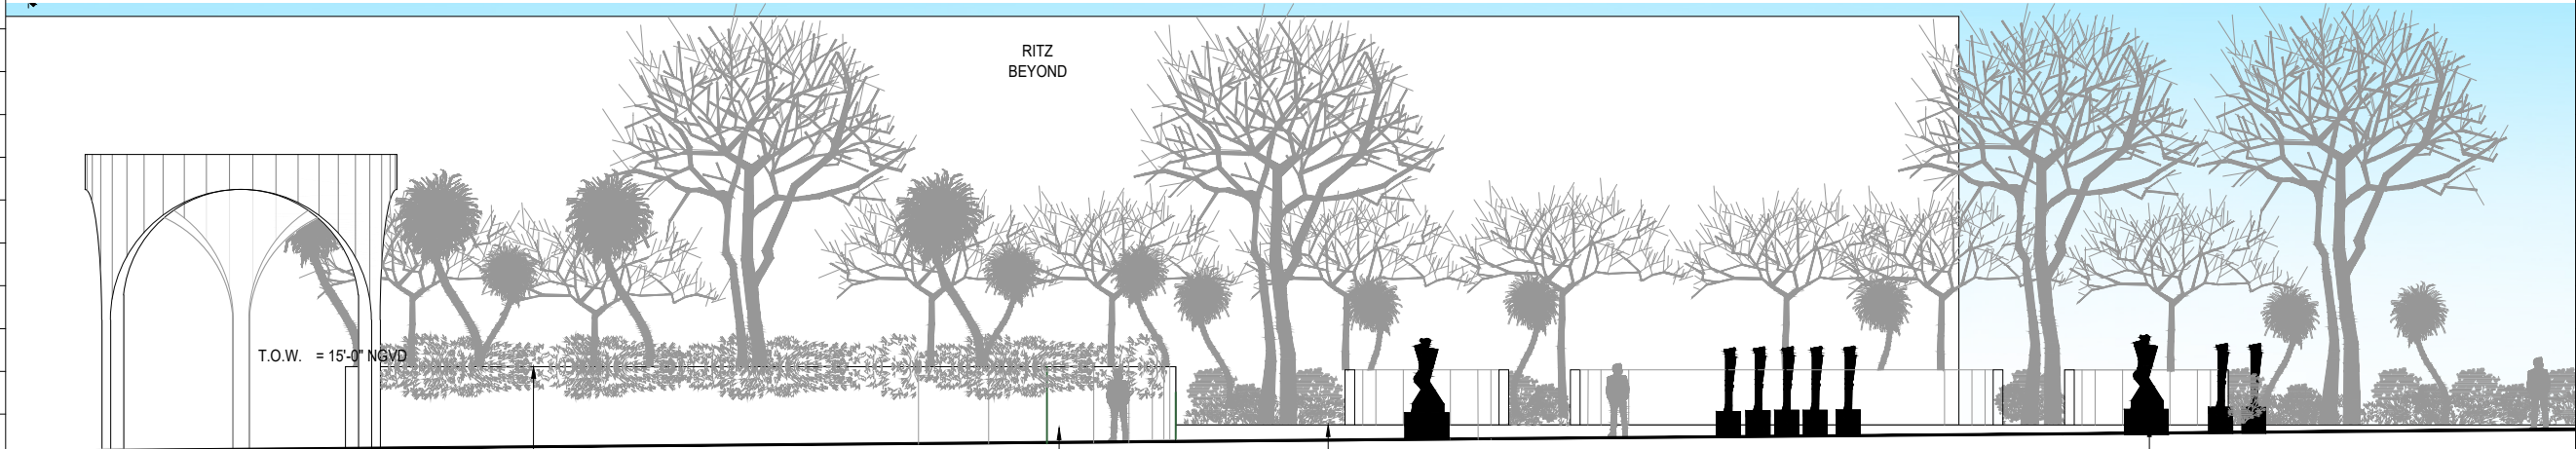 RITZ
BEYOND
T.O.W. = 15'-0" NGVD